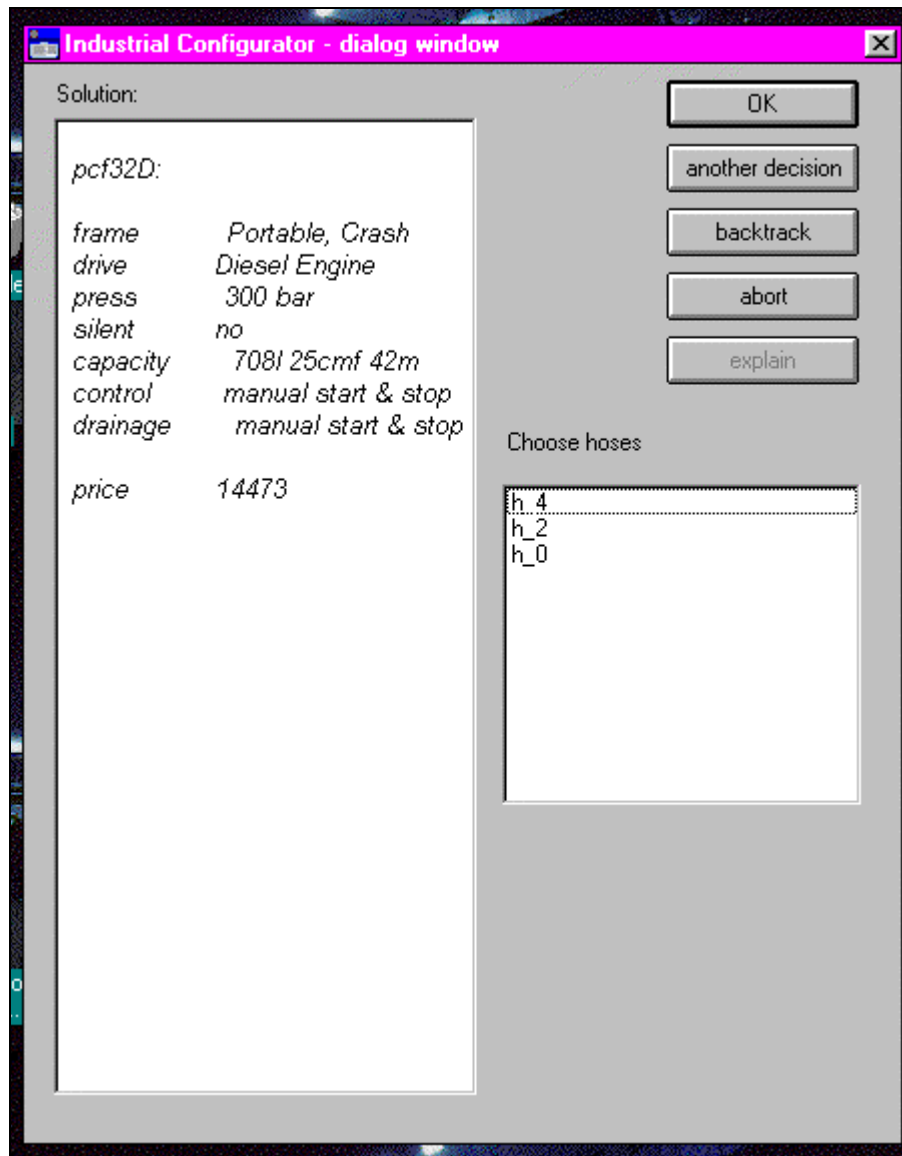 Industrial Configurator - dialog window
Solution:
OK
pcf32D:
another decision
frame Portable, Crash
backtrack
drive Diesel Engine
press 300 bar
abort
silent no
capacity 708l 25cmf 42m
explain
control manual start & stop
drainage manual start & stop
Choose hoses
price 14473
h_4
h_2
h_0